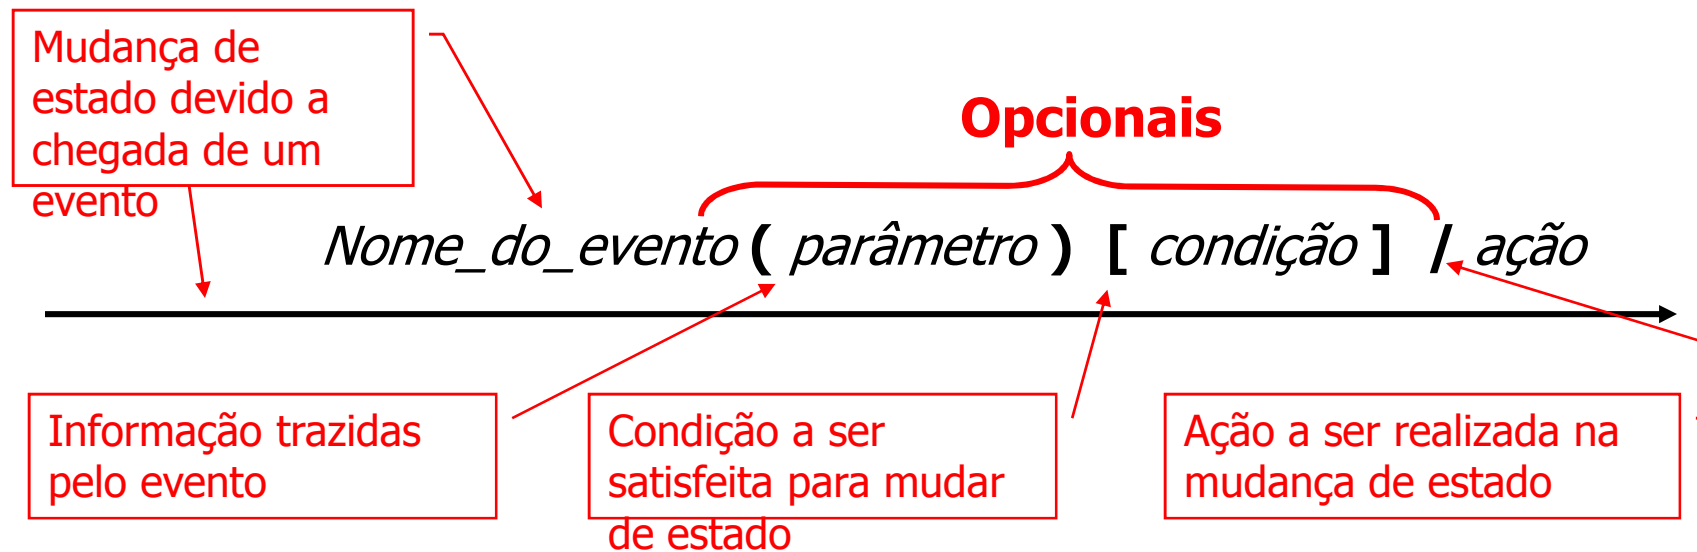 Mudança de
estado devido a
chegada de um
evento
Opcionais
Nome_do_evento ( parâmetro ) [ condição ] / ação
Informação trazidas
pelo evento
Condição a ser
satisfeita para mudar
de estado
Ação a ser realizada na
mudança de estado